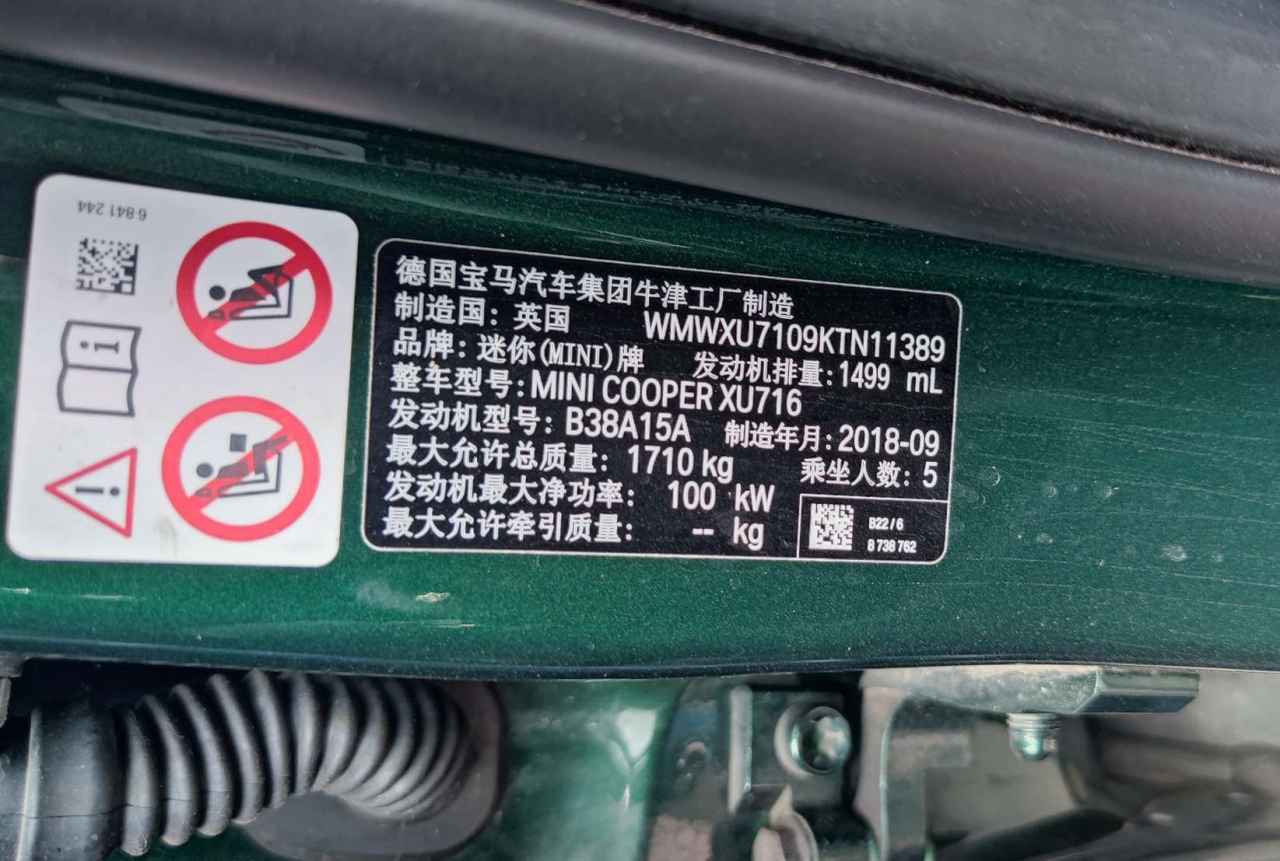 6 841 244
德国宝马汽车集团牛津工厂制造
制造国: 英国 WMWXU7109KTN11389
品牌: 迷你(MINI)牌 发动机排量:1499 mL
整车型号:MINI COOPER XU716
发动机型号: B38A15A 制造年月: 2018-09
最大允许总质量: 1710 kg 乘坐人数: 5
发动机最大净功率: 100 kW
最大允许牵引质量: -- kg
B22/6
8 738 762